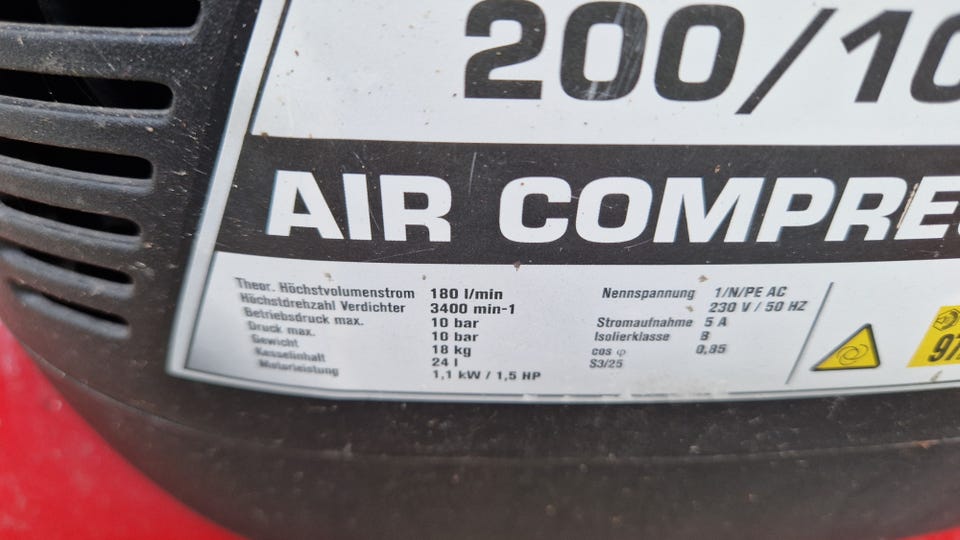 200/10
AIR COMPRE
Theor. Höchstvolumenstrom 180 l/min
Höchstdrehzahl Verdichter 3400 min-1
Betriebsdruck max. 10 bar
Druck max. 10 bar
Gewicht 18 kg
Kesselinhalt 24 l
Motorleistung 1,1 kW / 1,5 HP
Nennspannung 1/N/PE AC
230 V / 50 HZ
Stromaufnahme 5 A
Isolierklasse B
cos φ 0,85
S3/25
97